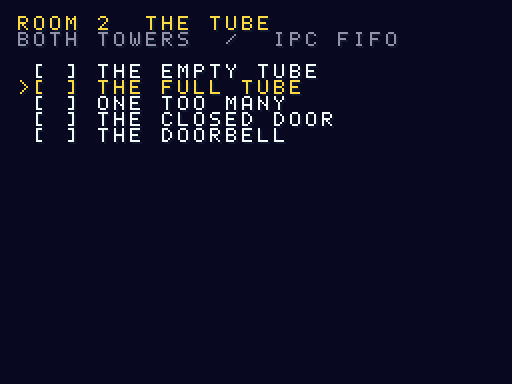 ROOM 2  THE TUBE
BOTH TOWERS  /  IPC FIFO
[ ] THE EMPTY TUBE
>[ ] THE FULL TUBE
[ ] ONE TOO MANY
[ ] THE CLOSED DOOR
[ ] THE DOORBELL